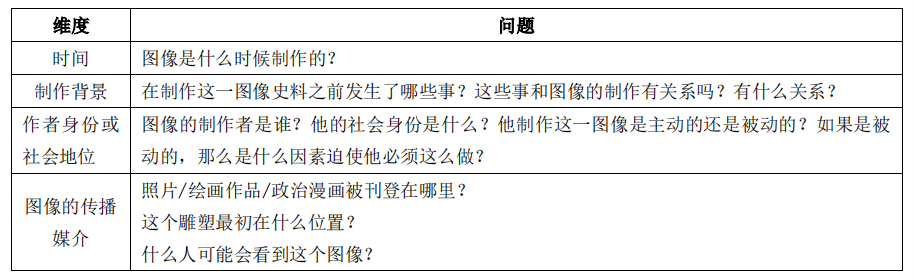 维度 问题
时间 图像是什么时候制作的？
制作背景 在制作这一图像史料之前发生了哪些事？这些事和图像的制作有关系吗？有什么关系？
作者身份或 图像的制作者是谁？他的社会身份是什么？他制作这一图像是主动的还是被动的？如果是被
社会地位 动的，那么是什么因素迫使他必须这么做？
照片/绘画作品/政治漫画被刊登在哪里？
图像的传播 这个雕塑最初在什么位置？
媒介 什么人可能会看到这个图像？